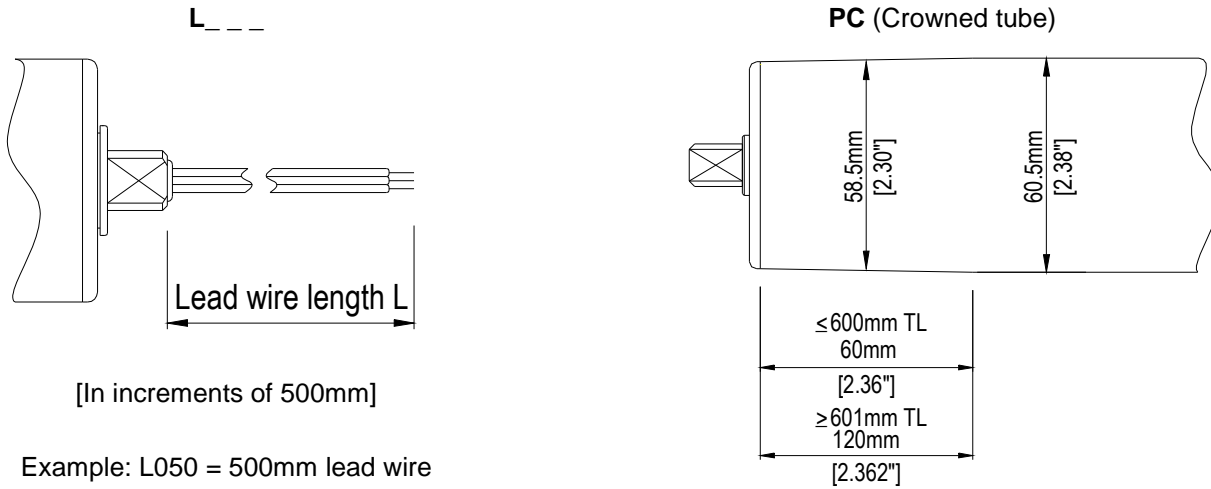 L_ _ _
Lead wire length L
[In increments of 500mm]
Example: L050 = 500mm lead wire
PC (Crowned tube)
58.5mm
[2.30"]
60.5mm
[2.38"]
≤600mm TL
60mm
[2.36"]
≥601mm TL
120mm
[2.362"]